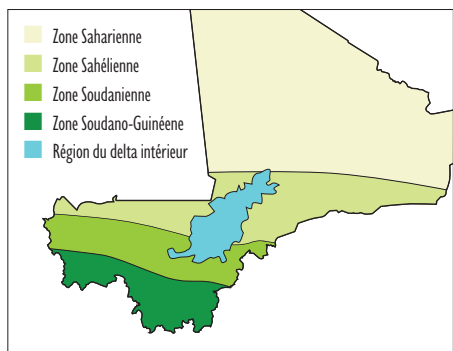 Zone Saharienne
Zone Sahélienne
Zone Soudanienne
Zone Soudano-Guinéene
Région du delta intérieur